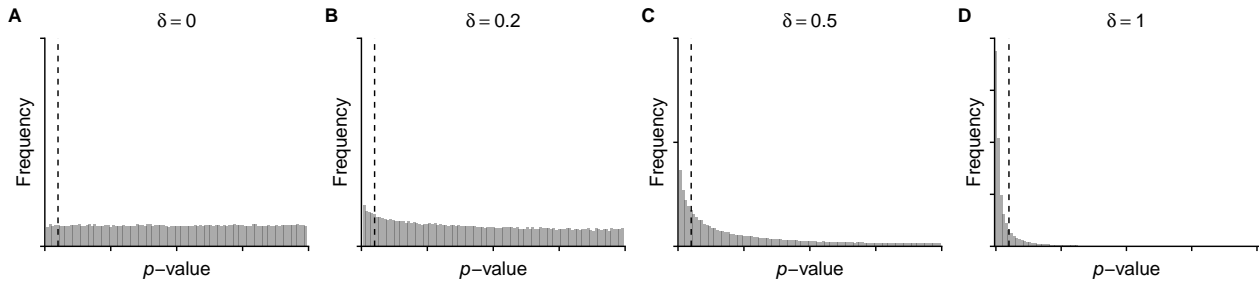 A
δ = 0
Frequency
p−value
B
δ = 0.2
Frequency
p−value
C
δ = 0.5
Frequency
p−value
D
δ = 1
Frequency
p−value